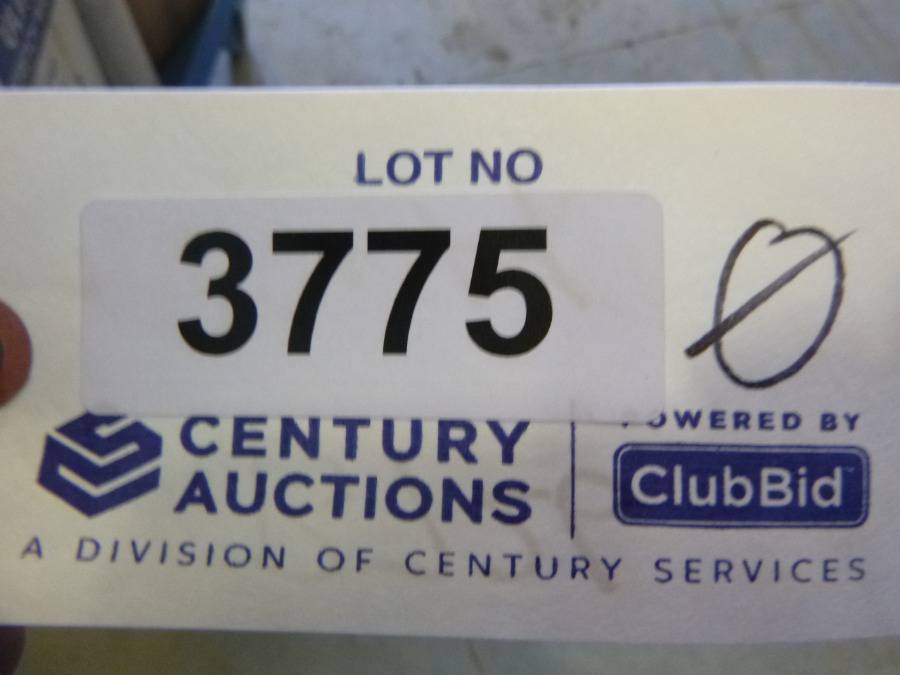 LOT NO
3775 Ø
CENTURY
AUCTIONS
POWERED BY
ClubBid
A DIVISION OF CENTURY SERVICES